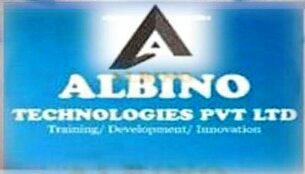 ALBINO
TECHNOLOGIES PVT LTD
Training/ Development/ Innovation